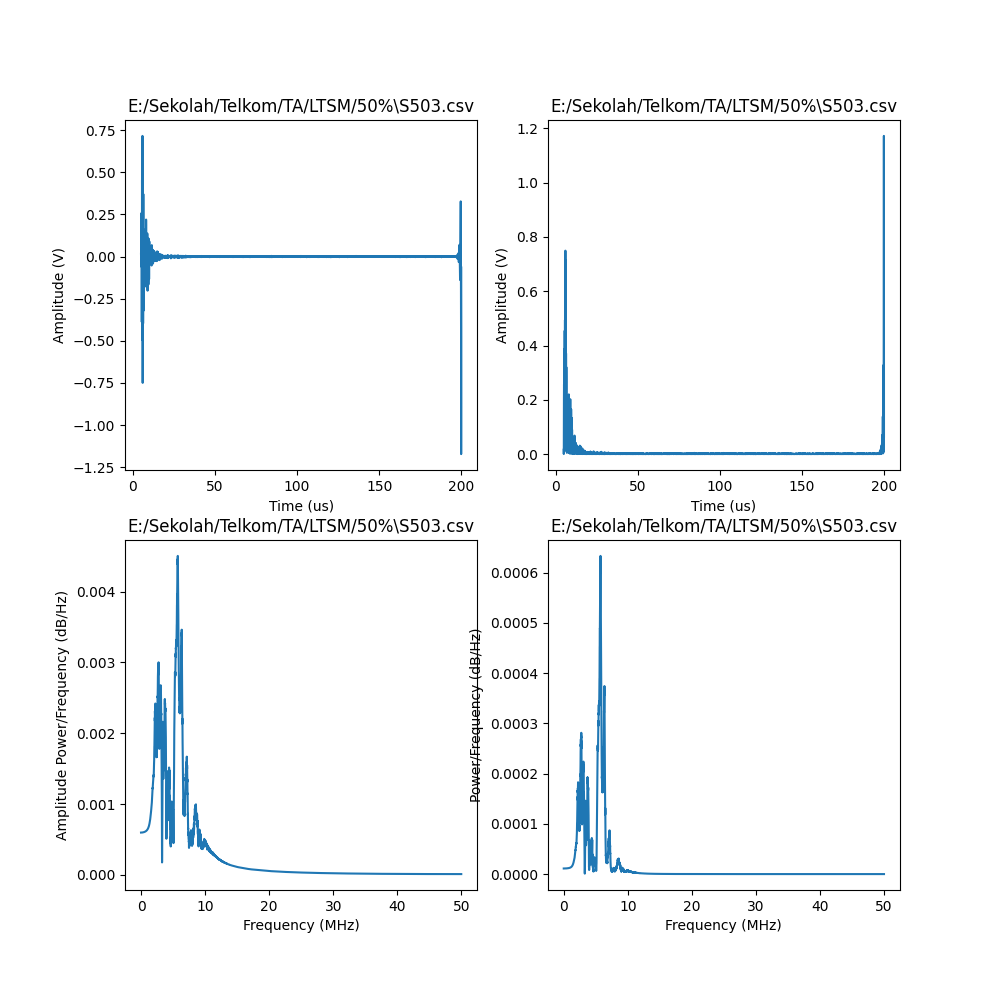 E:/Sekolah/Telkom/TA/LTSM/50%\S503.csv
Amplitude (V)
0.75
0.50
0.25
0.00
−0.25
−0.50
−0.75
−1.00
−1.25
0 50 100 150 200
Time (us)
E:/Sekolah/Telkom/TA/LTSM/50%\S503.csv
Amplitude (V)
1.2
1.0
0.8
0.6
0.4
0.2
0.0
0 50 100 150 200
Time (us)
E:/Sekolah/Telkom/TA/LTSM/50%\S503.csv
Amplitude Power/Frequency (dB/Hz)
0.004
0.003
0.002
0.001
0.000
0 10 20 30 40 50
Frequency (MHz)
E:/Sekolah/Telkom/TA/LTSM/50%\S503.csv
Power/Frequency (dB/Hz)
0.0006
0.0005
0.0004
0.0003
0.0002
0.0001
0.0000
0 10 20 30 40 50
Frequency (MHz)